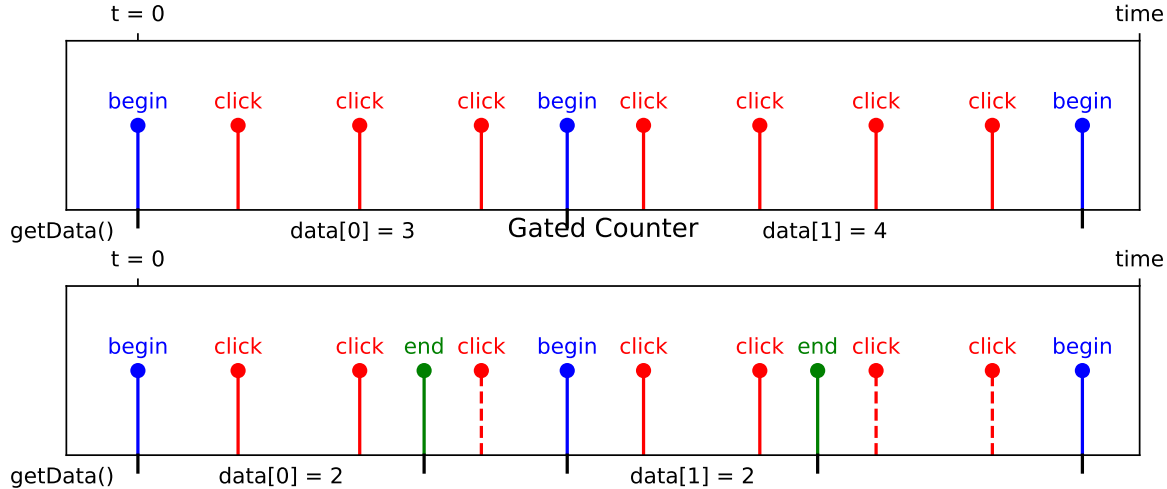 t = 0 time
begin click click click begin click click click click begin
getData() data[0] = 3 Gated Counter data[1] = 4
t = 0 time
begin click click end click begin click click end click click begin
getData() data[0] = 2 data[1] = 2